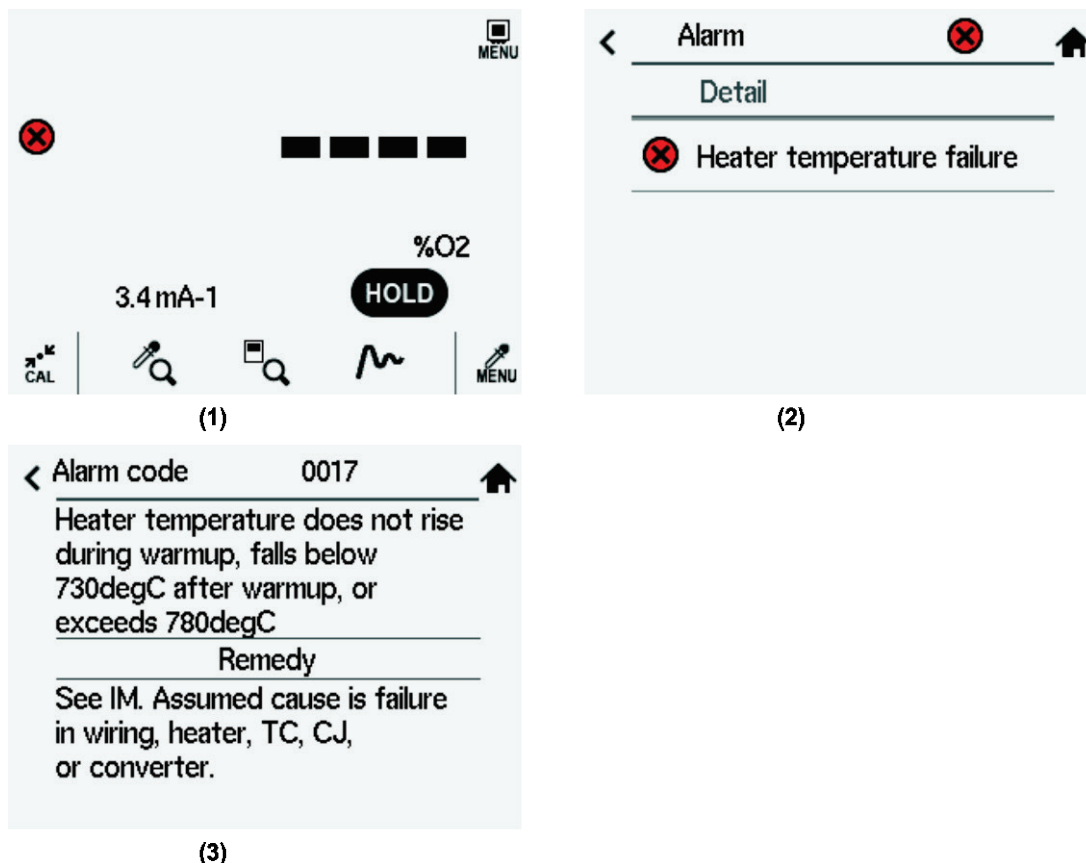 MENU
%O2
3.4 mA-1
HOLD
CAL
MENU
(1)
Alarm
Detail
Heater temperature failure
(2)
Alarm code 0017
Heater temperature does not rise
during warmup, falls below
730degC after warmup, or
exceeds 780degC
Remedy
See IM. Assumed cause is failure
in wiring, heater, TC, CJ,
or converter.
(3)